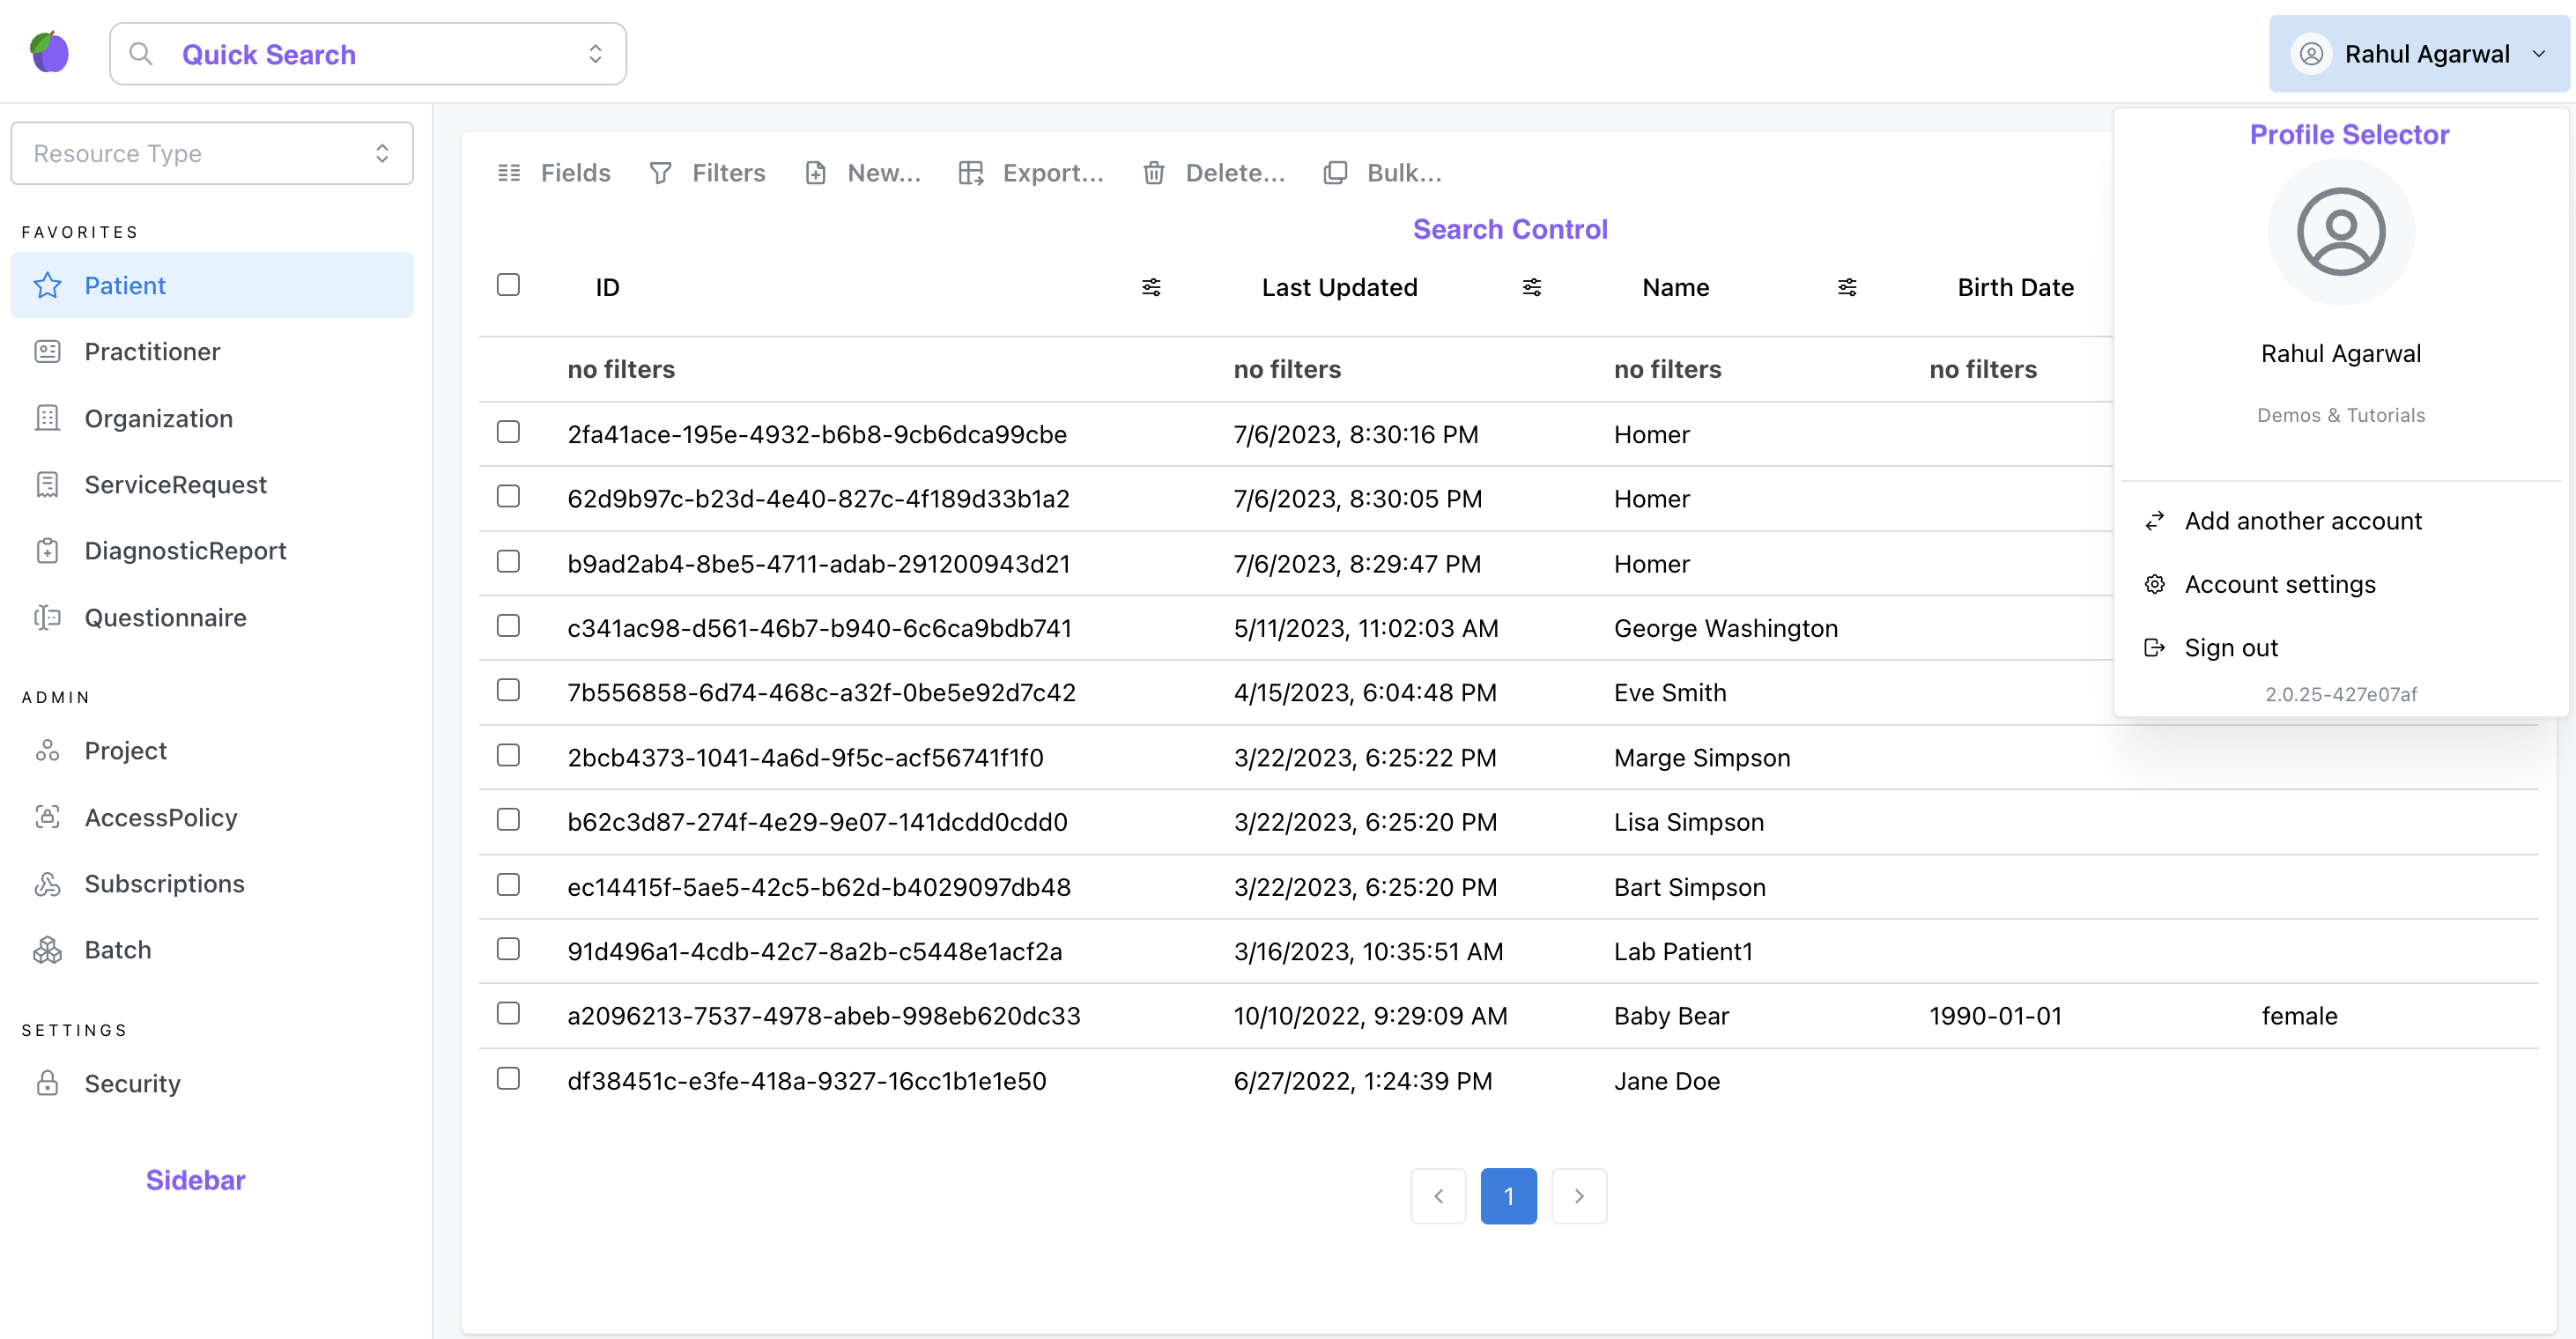 Quick Search
Rahul Agarwal
Resource Type
FAVORITES
Patient
Practitioner
Organization
ServiceRequest
DiagnosticReport
Questionnaire
ADMIN
Project
AccessPolicy
Subscriptions
Batch
SETTINGS
Security
Sidebar
Fields Filters New... Export... Delete... Bulk...
Search Control
ID Last Updated Name Birth Date
no filters no filters no filters no filters
2fa41ace-195e-4932-b6b8-9cb6dca99cbe 7/6/2023, 8:30:16 PM Homer
62d9b97c-b23d-4e40-827c-4f189d33b1a2 7/6/2023, 8:30:05 PM Homer
b9ad2ab4-8be5-4711-adab-291200943d21 7/6/2023, 8:29:47 PM Homer
c341ac98-d561-46b7-b940-6c6ca9bdb741 5/11/2023, 11:02:03 AM George Washington
7b556858-6d74-468c-a32f-0be5e92d7c42 4/15/2023, 6:04:48 PM Eve Smith
2bcb4373-1041-4a6d-9f5c-acf56741f1f0 3/22/2023, 6:25:22 PM Marge Simpson
b62c3d87-274f-4e29-9e07-141dcdd0cdd0 3/22/2023, 6:25:20 PM Lisa Simpson
ec14415f-5ae5-42c5-b62d-b4029097db48 3/22/2023, 6:25:20 PM Bart Simpson
91d496a1-4cdb-42c7-8a2b-c5448e1acf2a 3/16/2023, 10:35:51 AM Lab Patient1
a2096213-7537-4978-abeb-998eb620dc33 10/10/2022, 9:29:09 AM Baby Bear 1990-01-01 female
df38451c-e3fe-418a-9327-16cc1b1e1e50 6/27/2022, 1:24:39 PM Jane Doe
1
Profile Selector
Rahul Agarwal
Demos & Tutorials
Add another account
Account settings
Sign out
2.0.25-427e07af